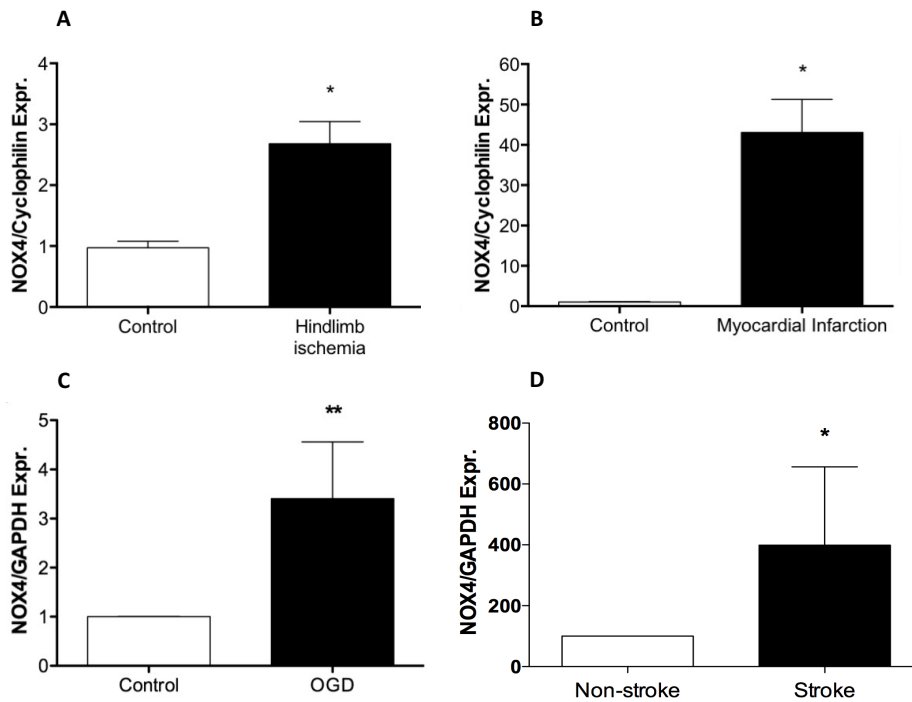 A
NOX4/Cyclophilin Expr.
4
3
2
1
0
*
Control
Hindlimb
ischemia
B
NOX4/Cyclophilin Expr.
60
50
40
30
20
10
0
*
Control
Myocardial Infarction
C
NOX4/GAPDH Expr.
5
4
3
2
1
0
**
Control
OGD
D
NOX4/GAPDH Expr.
800
600
400
200
0
*
Non-stroke
Stroke